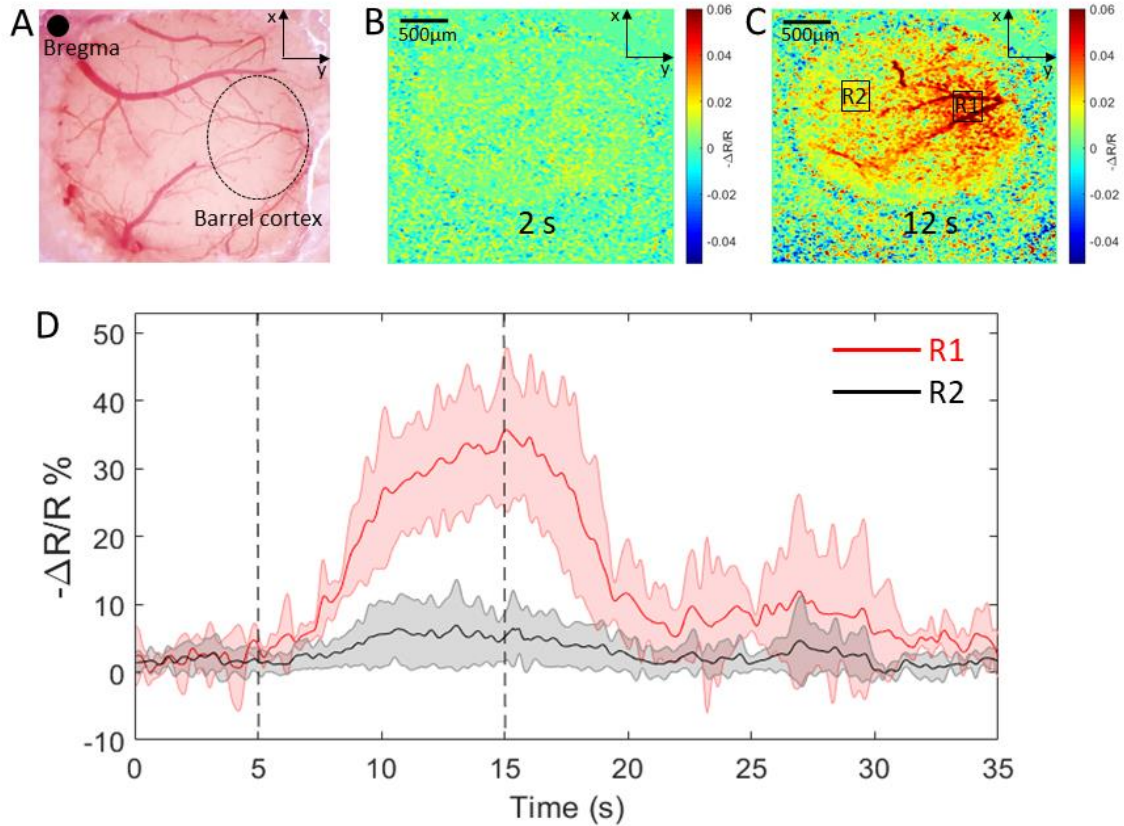 A
Bregma
x
y
Barrel cortex
B
500μm
x
y
2 s
0.06
0.04
0.02
0
-0.02
-0.04
-ΔR/R
C
500μm
x
y
R2
R1
12 s
0.06
0.04
0.02
0
-0.02
-0.04
-ΔR/R
D
R1
R2
50
40
30
20
10
0
-10
-ΔR/R %
0
5
10
15
20
25
30
35
Time (s)